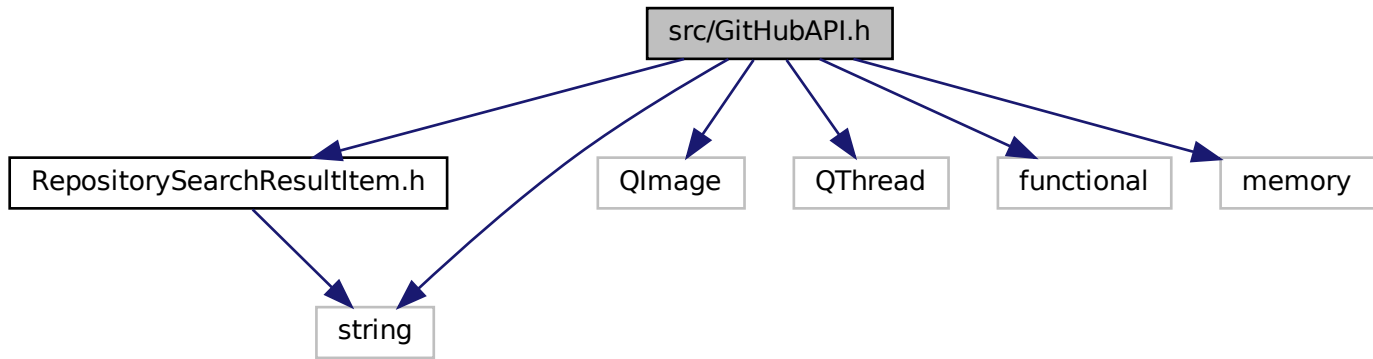 src/GitHubAPI.h
RepositorySearchResultItem.h
QImage
QThread
functional
memory
string